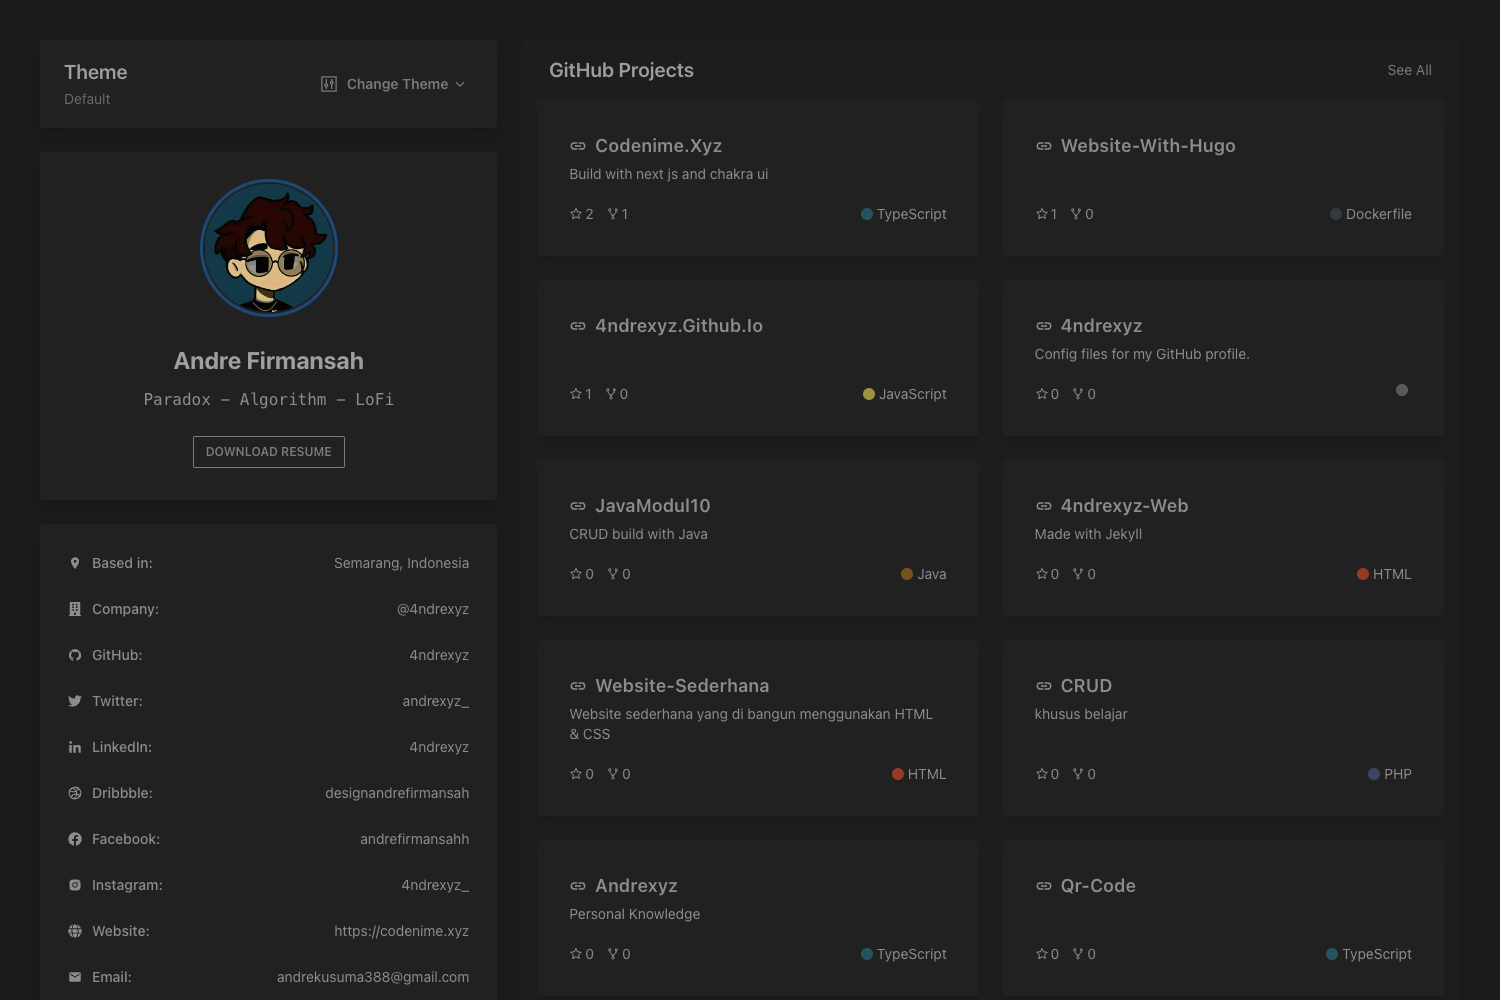 Theme
Default
Change Theme
Andre Firmansah
Paradox – Algorithm – LoFi
DOWNLOAD RESUME
Based in: Semarang, Indonesia
Company: @4ndrexyz
GitHub: 4ndrexyz
Twitter: andrexyz_
LinkedIn: 4ndrexyz
Dribbble: designandrefirmansah
Facebook: andrefirmansahh
Instagram: 4ndrexyz_
Website: https://codenime.xyz
Email: andrekusuma388@gmail.com
GitHub Projects
See All
Codenime.Xyz
Build with next js and chakra ui
2 1 TypeScript
Website-With-Hugo
1 0 Dockerfile
4ndrexyz.Github.Io
1 0 JavaScript
4ndrexyz
Config files for my GitHub profile.
0 0
JavaModul10
CRUD build with Java
0 0 Java
4ndrexyz-Web
Made with Jekyll
0 0 HTML
Website-Sederhana
Website sederhana yang di bangun menggunakan HTML
& CSS
0 0 HTML
CRUD
khusus belajar
0 0 PHP
Andrexyz
Personal Knowledge
0 0 TypeScript
Qr-Code
0 0 TypeScript